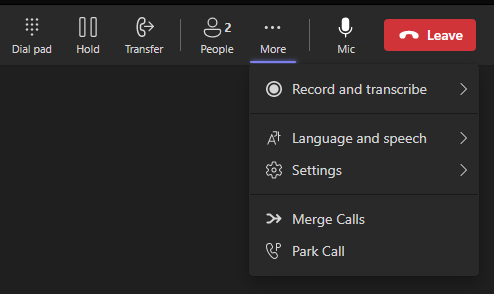 Dial pad Hold Transfer People 2 More Mic Leave
Record and transcribe
Language and speech
Settings
Merge Calls
Park Call